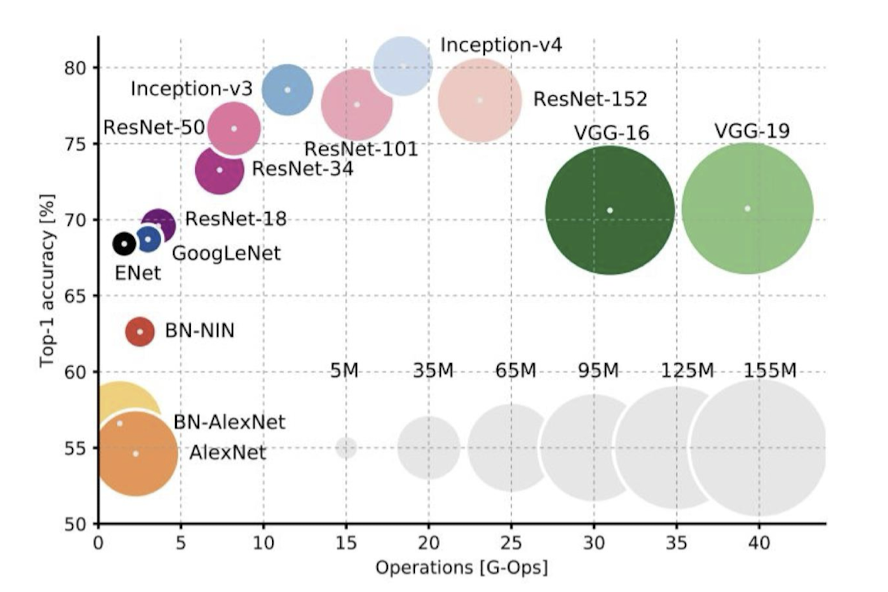 Inception-v4
80
Inception-v3
ResNet-152
ResNet-50
VGG-16
VGG-19
75
ResNet-101
ResNet-34
Top-1 accuracy [%]
70
ResNet-18
GoogLeNet
ENet
65
BN-NIN
60
5M 35M 65M 95M 125M 155M
BN-AlexNet
55
AlexNet
50
0 5 10 15 20 25 30 35 40
Operations [G-Ops]